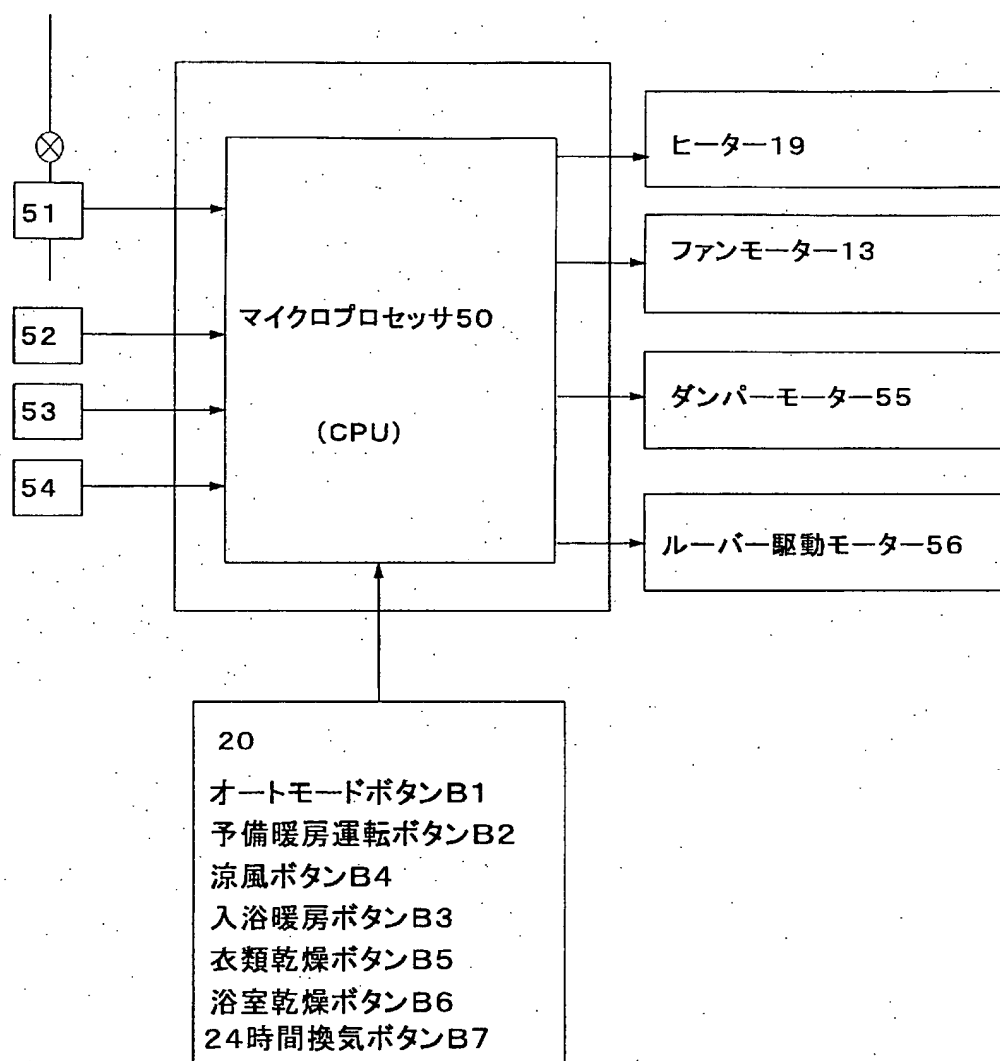 51
52
53
54
マイクロプロセッサ50
(CPU)
ヒーター19
ファンモーター13
ダンパーモーター55
ルーバー駆動モーター56
20
オートモードボタンB1
予備暖房運転ボタンB2
涼風ボタンB4
入浴暖房ボタンB3
衣類乾燥ボタンB5
浴室乾燥ボタンB6
24時間換気ボタンB7